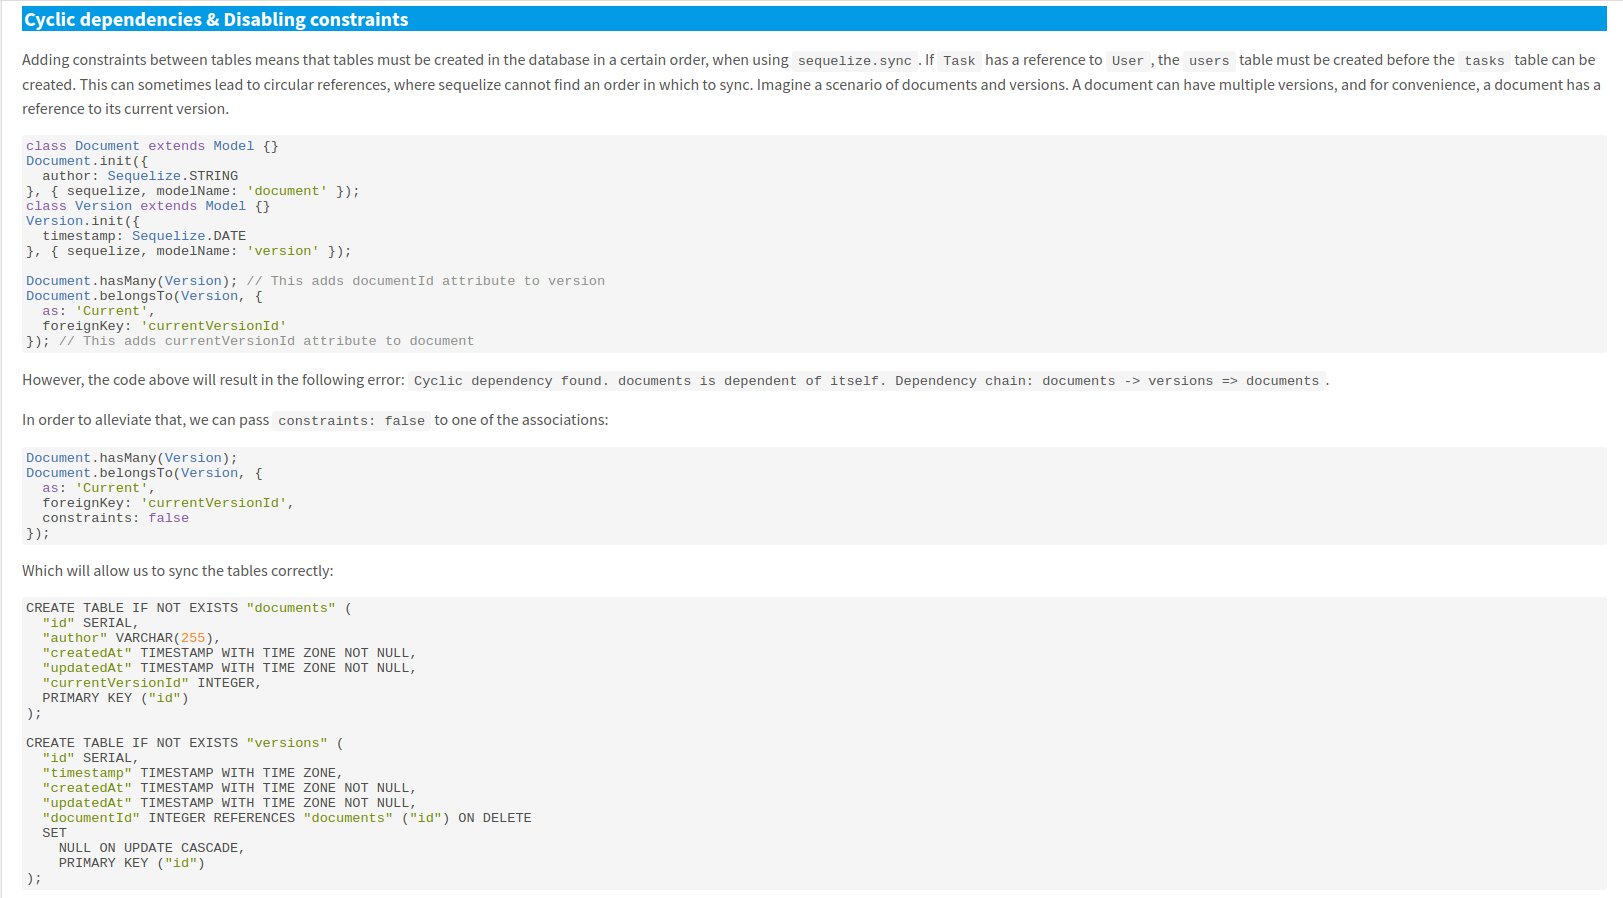 Cyclic dependencies & Disabling constraints
Adding constraints between tables means that tables must be created in the database in a certain order, when using sequelize.sync. If Task has a reference to User, the users table must be created before the tasks table can be
created. This can sometimes lead to circular references, where sequelize cannot find an order in which to sync. Imagine a scenario of documents and versions. A document can have multiple versions, and for convenience, a document has a
reference to its current version.
class Document extends Model {}
Document.init({
  author: Sequelize.STRING
}, { sequelize, modelName: 'document' });
class Version extends Model {}
Version.init({
  timestamp: Sequelize.DATE
}, { sequelize, modelName: 'version' });

Document.hasMany(Version); // This adds documentId attribute to version
Document.belongsTo(Version, {
  as: 'Current',
  foreignKey: 'currentVersionId'
}); // This adds currentVersionId attribute to document
However, the code above will result in the following error: Cyclic dependency found. documents is dependent of itself. Dependency chain: documents -> versions => documents.
In order to alleviate that, we can pass constraints: false to one of the associations:
Document.hasMany(Version);
Document.belongsTo(Version, {
  as: 'Current',
  foreignKey: 'currentVersionId',
  constraints: false
});
Which will allow us to sync the tables correctly:
CREATE TABLE IF NOT EXISTS "documents" (
  "id" SERIAL,
  "author" VARCHAR(255),
  "createdAt" TIMESTAMP WITH TIME ZONE NOT NULL,
  "updatedAt" TIMESTAMP WITH TIME ZONE NOT NULL,
  "currentVersionId" INTEGER,
  PRIMARY KEY ("id")
);

CREATE TABLE IF NOT EXISTS "versions" (
  "id" SERIAL,
  "timestamp" TIMESTAMP WITH TIME ZONE,
  "createdAt" TIMESTAMP WITH TIME ZONE NOT NULL,
  "updatedAt" TIMESTAMP WITH TIME ZONE NOT NULL,
  "documentId" INTEGER REFERENCES "documents" ("id") ON DELETE
  SET
    NULL ON UPDATE CASCADE,
    PRIMARY KEY ("id")
);